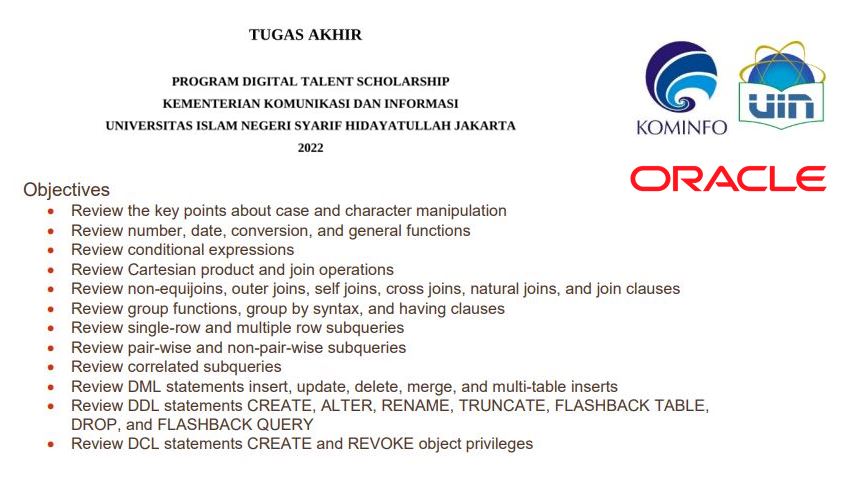 TUGAS AKHIR
PROGRAM DIGITAL TALENT SCHOLARSHIP
KEMENTERIAN KOMUNIKASI DAN INFORMASI
UNIVERSITAS ISLAM NEGERI SYARIF HIDAYATULLAH JAKARTA
2022
KOMINFO
UIN
ORACLE
Objectives
• Review the key points about case and character manipulation
• Review number, date, conversion, and general functions
• Review conditional expressions
• Review Cartesian product and join operations
• Review non-equijoins, outer joins, self joins, cross joins, natural joins, and join clauses
• Review group functions, group by syntax, and having clauses
• Review single-row and multiple row subqueries
• Review pair-wise and non-pair-wise subqueries
• Review correlated subqueries
• Review DML statements insert, update, delete, merge, and multi-table inserts
• Review DDL statements CREATE, ALTER, RENAME, TRUNCATE, FLASHBACK TABLE,
DROP, and FLASHBACK QUERY
• Review DCL statements CREATE and REVOKE object privileges